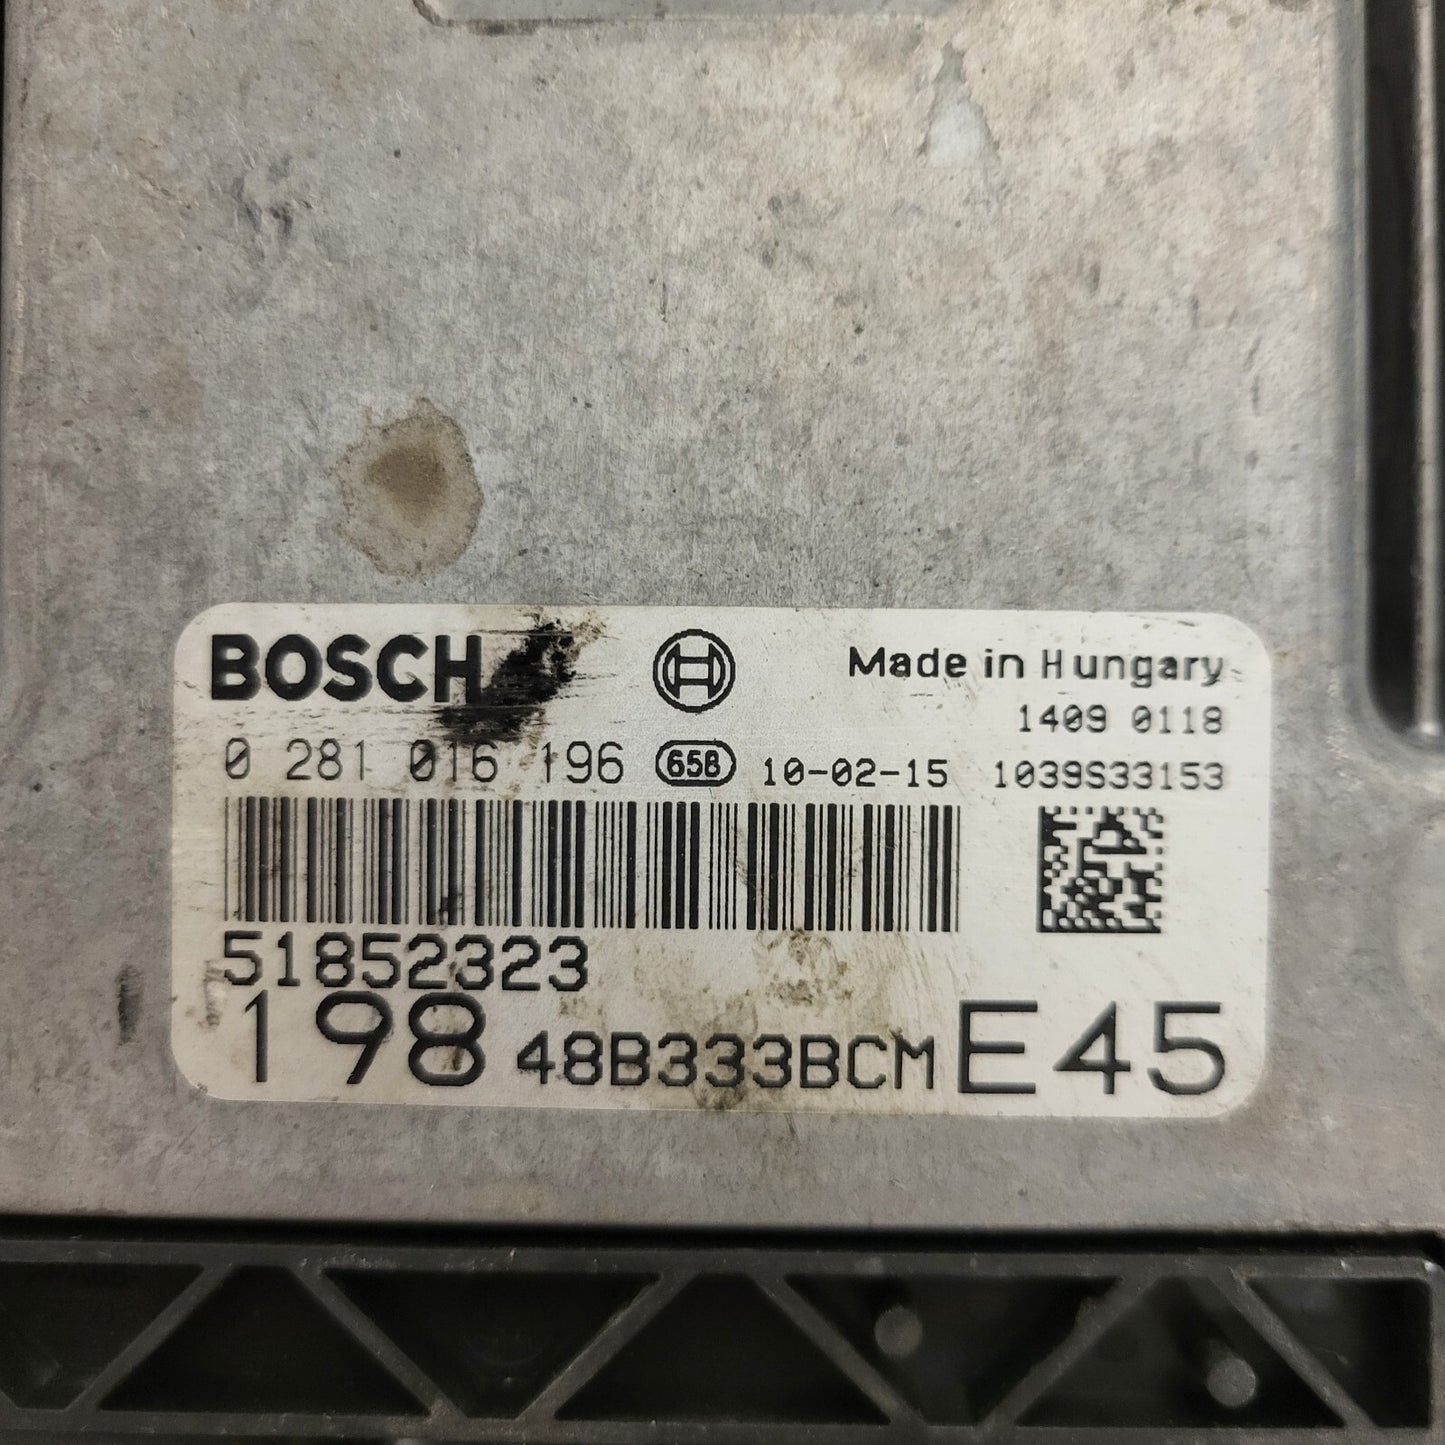 BOSCH
Made in Hungary
1409 0118
0 281 016 196 658 10-02-15 1039S33153
51852323
198 48B333BCM E45